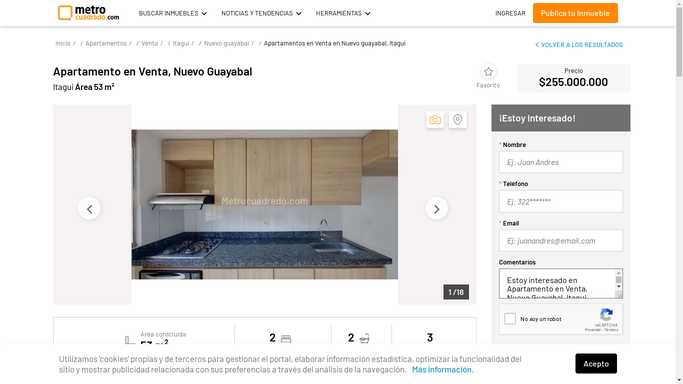 metro
cuadrado.com
BUSCAR INMUEBLES
NOTICIAS Y TENDENCIAS
HERRAMIENTAS
INGRESAR
Publica tu Inmueble
Inicio / Apartamentos / Venta / Itagui / Nuevo guayabal / Apartamentos en Venta en Nuevo guayabal, Itagui
VOLVER A LOS RESULTADOS
Apartamento en Venta, Nuevo Guayabal
Itagui Área 53 m²
Favorito
Precio
$255.000.000
Metrocuadrado.com
1 /16
¡Estoy Interesado!
* Nombre
Ej: Juan Andres
* Telefono
Ej: 322*******
* Email
Ej: juanandres@email.com
Comentarios
Estoy interesado en
Apartamento en Venta,
Nuevo Guayabal, Itagui
No soy un robot
reCAPTCHA
Privacidad - Términos
Área construida
53 m²
2
2
3
Utilizamos 'cookies' propias y de terceros para gestionar el portal, elaborar información estadística, optimizar la funcionalidad del
sitio y mostrar publicidad relacionada con sus preferencias a través del análisis de la navegación. Más información.
Acepto